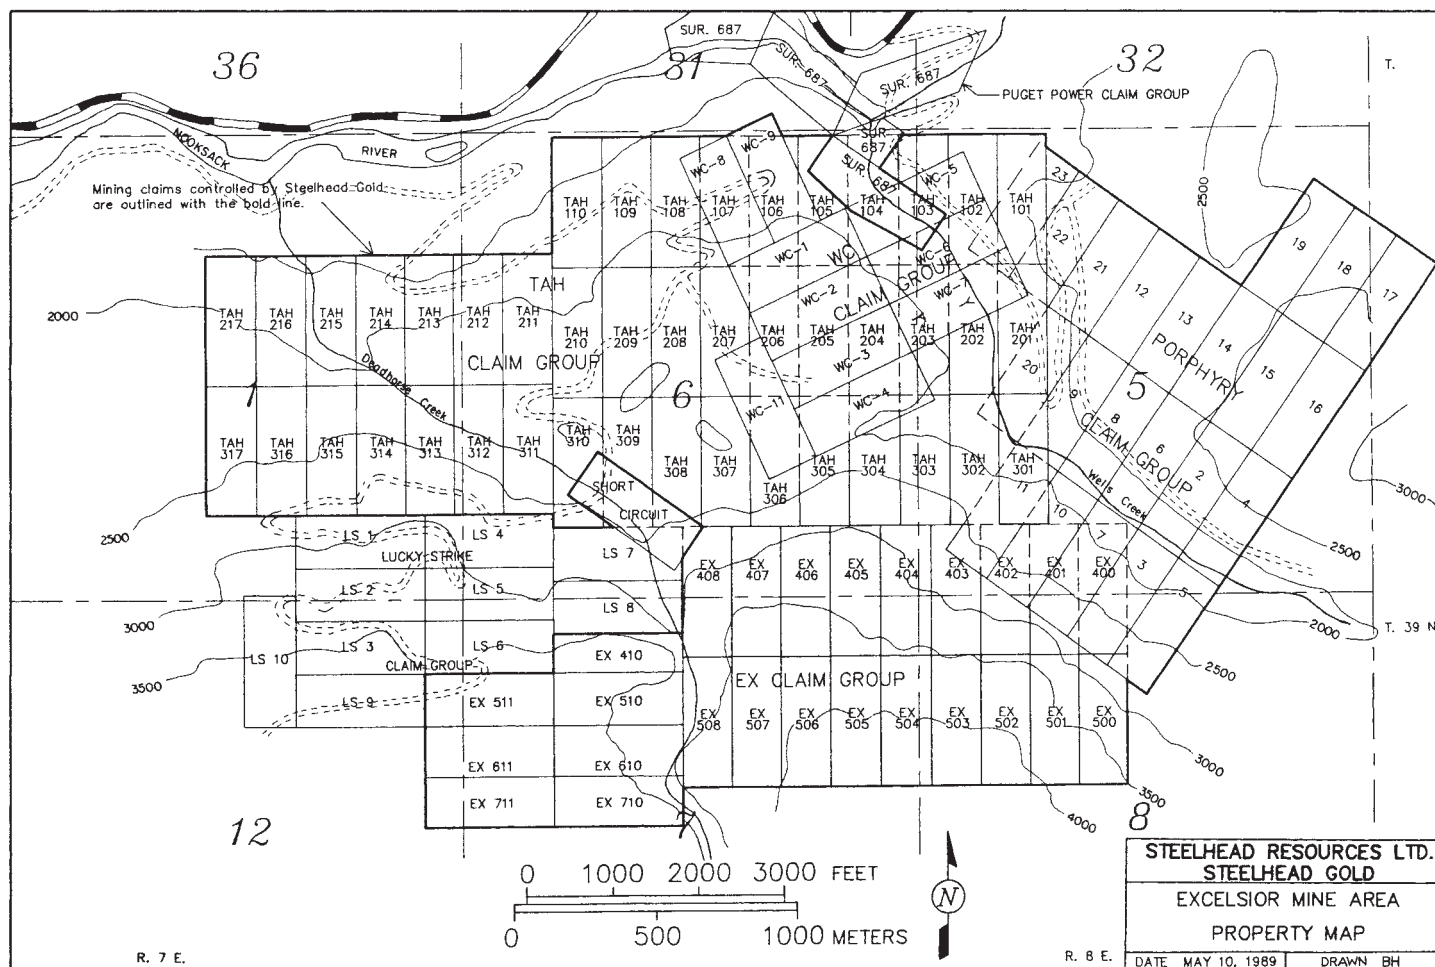 36
31
32
T.
SUR. 687
SUR. 687
SUR. 687
PUGET POWER CLAIM GROUP
NOOKSACK
RIVER
SUR.
687
SUR. 687
Mining claims controlled by Steelhead Gold
are outlined with the bold line.
WC-8
WC-9
WC-5
23
2500
TAH
110
TAH
109
TAH
108
TAH
107
TAH
106
TAH
105
TAH
104
TAH
103
TAH
102
TAH
101
22
21
19
18
17
WC-1
WC
CLAIM GROUP
WC-6
WC-7
WC-2
WC-3
WC-4
WC-11
TAH
CLAIM GROUP
2000
TAH
217
TAH
216
TAH
215
TAH
214
TAH
213
TAH
212
TAH
211
TAH
210
TAH
209
TAH
208
TAH
207
TAH
206
TAH
205
TAH
204
TAH
203
TAH
202
TAH
201
12
13
14
15
16
PORPHYRY
CLAIM GROUP
20
9
8
6
2
4
5
6
Deadhorse Creek
TAH
317
TAH
316
TAH
315
TAH
314
TAH
313
TAH
312
TAH
311
TAH
310
TAH
309
TAH
308
TAH
307
TAH
306
TAH
305
TAH
304
TAH
303
TAH
302
TAH
301
11
10
7
3
5
Wells Creek
3000
2500
2000
2500
SHORT
CIRCUIT
2500
3000
3500
LS 1
LS 4
LUCKY STRIKE
LS 7
LS 2
LS 5
LS 8
LS 3
LS 6
LS 10
CLAIM GROUP
LS 9
EX
408
EX
407
EX
406
EX
405
EX
404
EX
403
EX
402
EX
401
EX
400
T. 39 N
EX 410
EX CLAIM GROUP
EX 511
EX 510
EX
508
EX
507
EX
506
EX
505
EX
504
EX
503
EX
502
EX
501
EX
500
EX 611
EX 610
EX 711
EX 710
3000
3500
4000
12
8
0 1000 2000 3000 FEET
0 500 1000 METERS
N
STEELHEAD RESOURCES LTD.
STEELHEAD GOLD
EXCELSIOR MINE AREA
PROPERTY MAP
DATE MAY 10, 1989
DRAWN BH
R. 7 E.
R. 8 E.